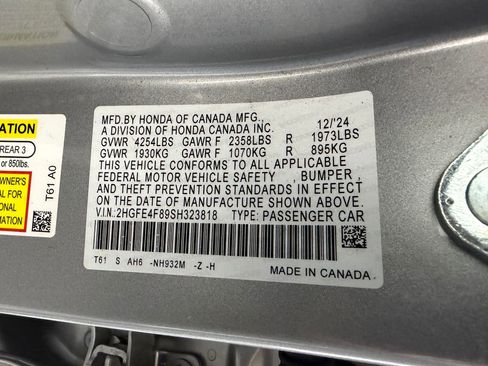 MFD.BY HONDA OF CANADA MFG.,
A DIVISION OF HONDA CANADA INC. 12/'24
GVWR 4254LBS GAWR F 2358LBS R 1973LBS
GVWR 1930KG GAWR F 1070KG R 895KG
THIS VEHICLE CONFORMS TO ALL APPLICABLE
FEDERAL MOTOR VEHICLE SAFETY , BUMPER ,
AND THEFT PREVENTION STANDARDS IN EFFECT
ON THE DATE OF MANUFACTURE SHOWN ABOVE.
V.I.N.:2HGFE4F89SH323818 TYPE: PASSENGER CAR
T61 S AH6 -NH932M -Z -H
MADE IN CANADA
REAR 3
or 850lbs.
T61 A0